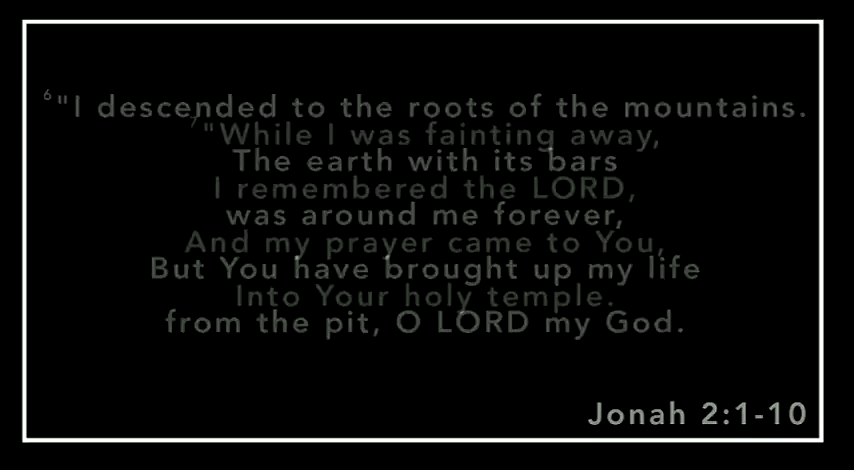 6 "I descended to the roots of the mountains.
7 "While I was fainting away,
The earth with its bars
I remembered the LORD,
was around me forever,
And my prayer came to You,
But You have brought up my life
Into Your holy temple.
from the pit, O LORD my God.
Jonah 2:1-10